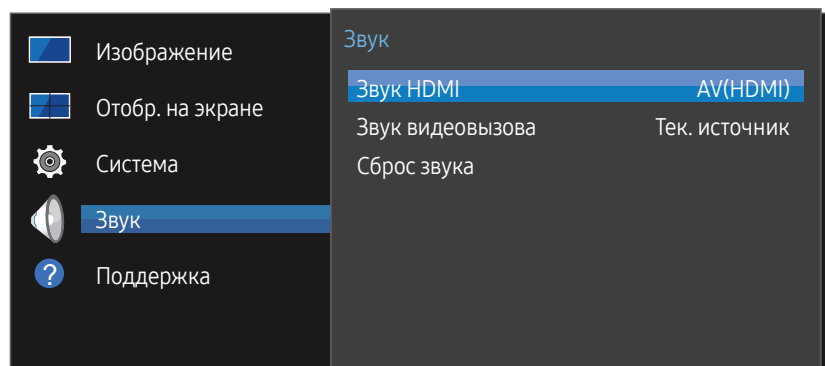 Изображение
Отобр. на экране
Система
Звук
Поддержка
Звук
Звук HDMI AV(HDMI)
Звук видеовызова Тек. источник
Сброс звука